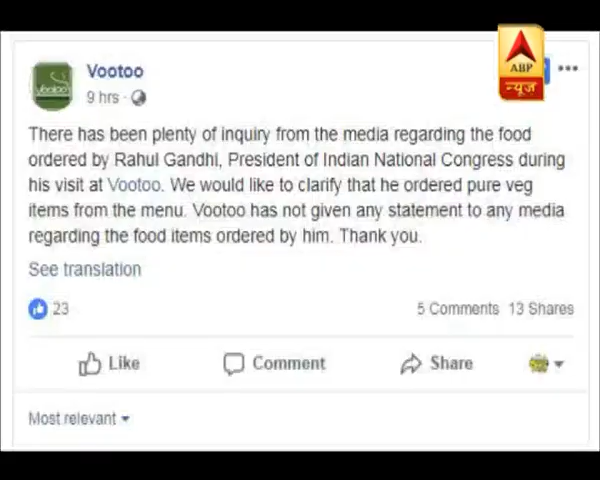 ABP
न्यूज़
Vootoo
9 hrs ·
There has been plenty of inquiry from the media regarding the food
ordered by Rahul Gandhi, President of Indian National Congress during
his visit at Vootoo. We would like to clarify that he ordered pure veg
items from the menu. Vootoo has not given any statement to any media
regarding the food items ordered by him. Thank you.
See translation
23
5 Comments 13 Shares
Like Comment Share
Most relevant